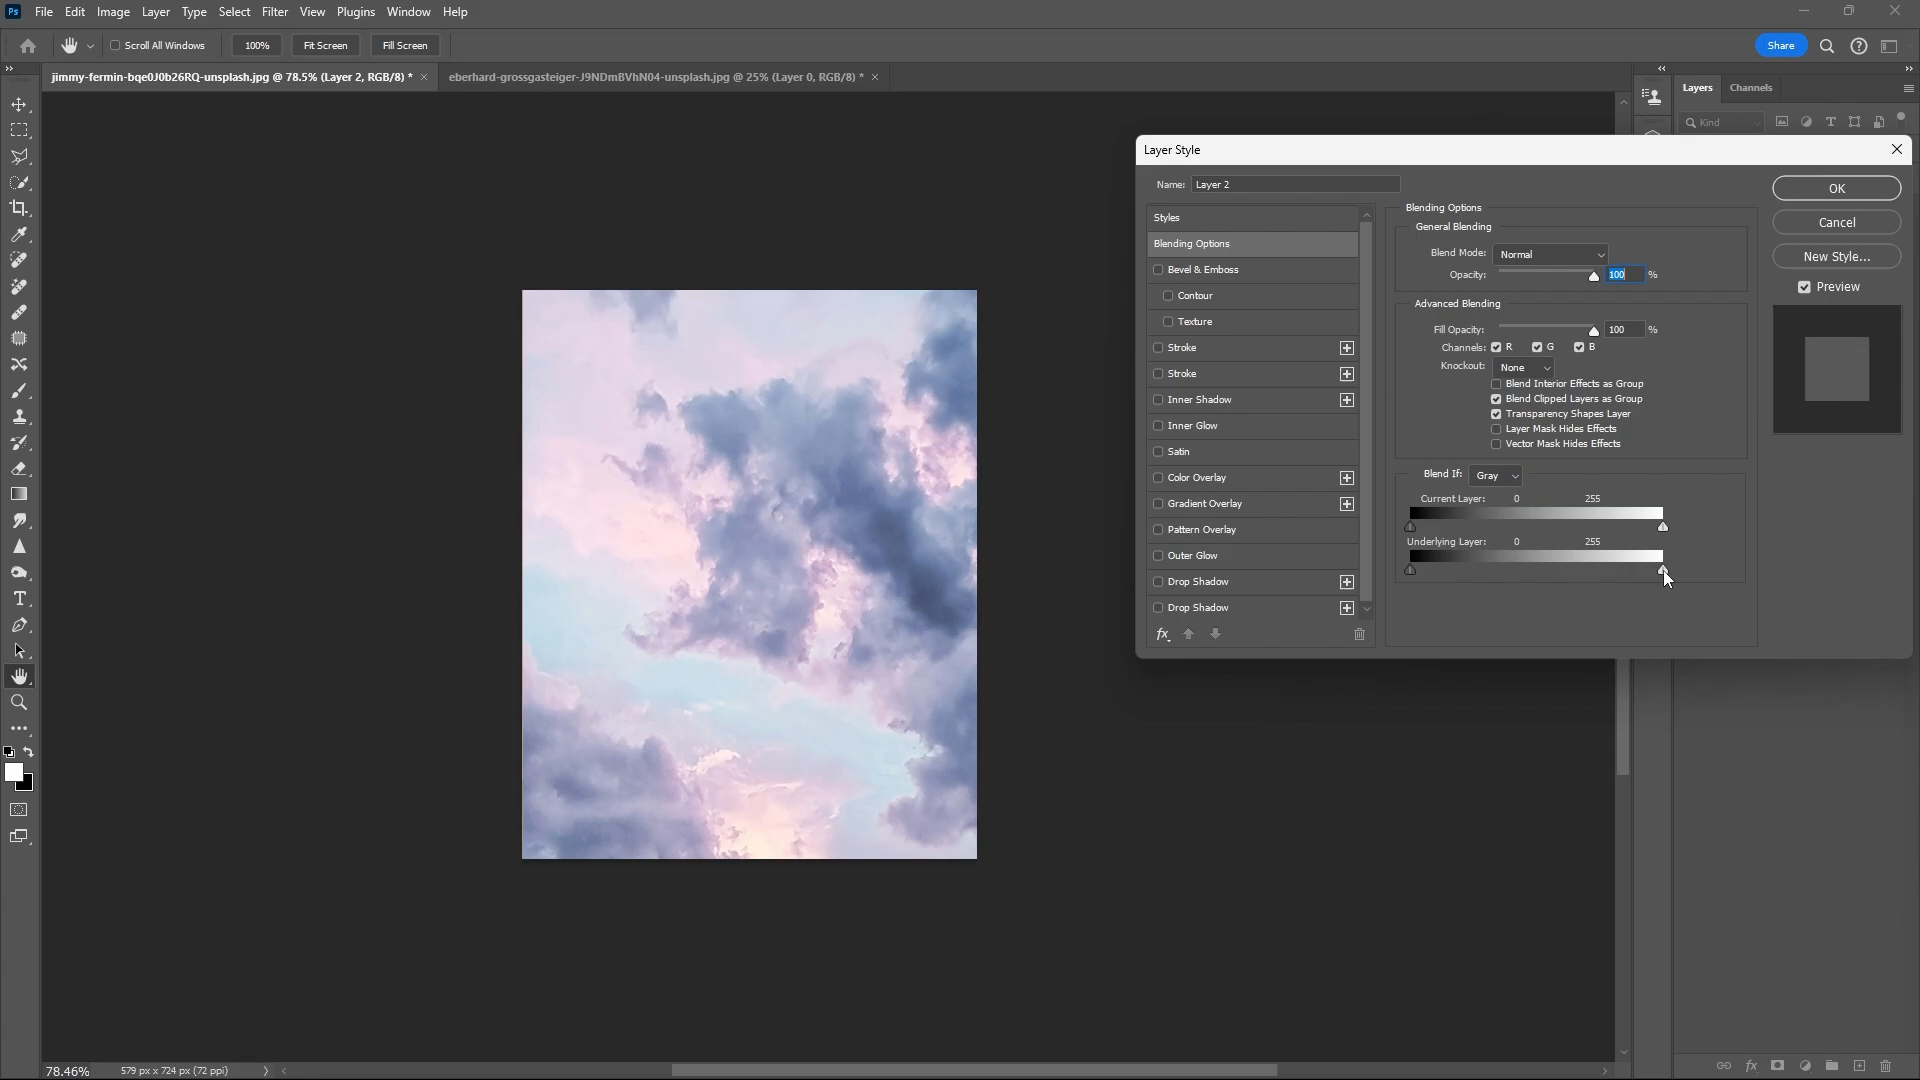 Ps File Edit Image Layer Type Select Filter View Plugins Window Help
Scroll All Windows 100% Fit Screen Fill Screen Share
jimmy-fermin-bqe0J0b26RQ-unsplash.jpg @ 78.5% (Layer 2, RGB/8) * eberhard-grossgasteiger-J9NDmBVhN04-unsplash.jpg @ 25% (Layer 0, RGB/8) *
Layers Channels
Kind
Layer Style
Name: Layer 2
Styles
Blending Options
Bevel & Emboss
Contour
Texture
Stroke
Stroke
Inner Shadow
Inner Glow
Satin
Color Overlay
Gradient Overlay
Pattern Overlay
Outer Glow
Drop Shadow
Drop Shadow
fx
Blending Options
General Blending
Blend Mode: Normal
Opacity: 100 %
Advanced Blending
Fill Opacity: 100 %
Channels: R G B
Knockout: None
Blend Interior Effects as Group
Blend Clipped Layers as Group
Transparency Shapes Layer
Layer Mask Hides Effects
Vector Mask Hides Effects
Blend If: Gray
Current Layer: 0 255
Underlying Layer: 0 255
OK
Cancel
New Style...
Preview
78.46% 579 px x 724 px (72 ppi)
fx